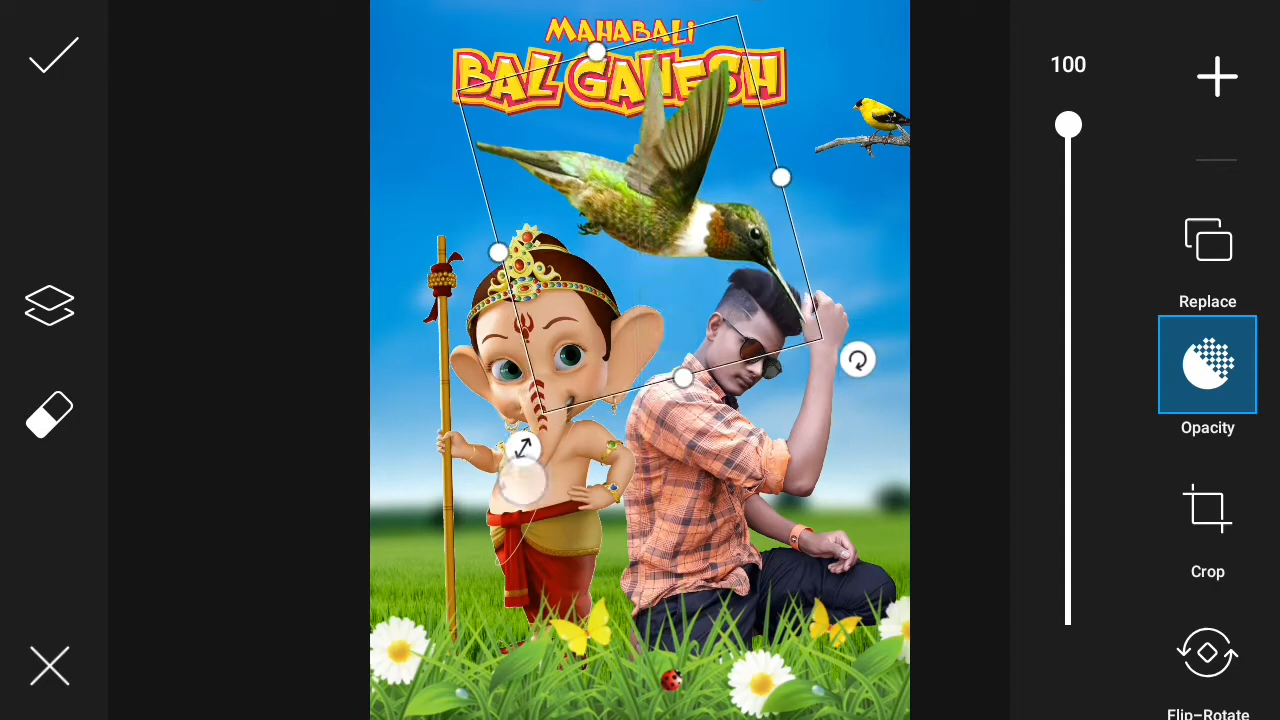 MAHABALI
BAL GANESH
100
Replace
Opacity
Crop
Flip-Rotate